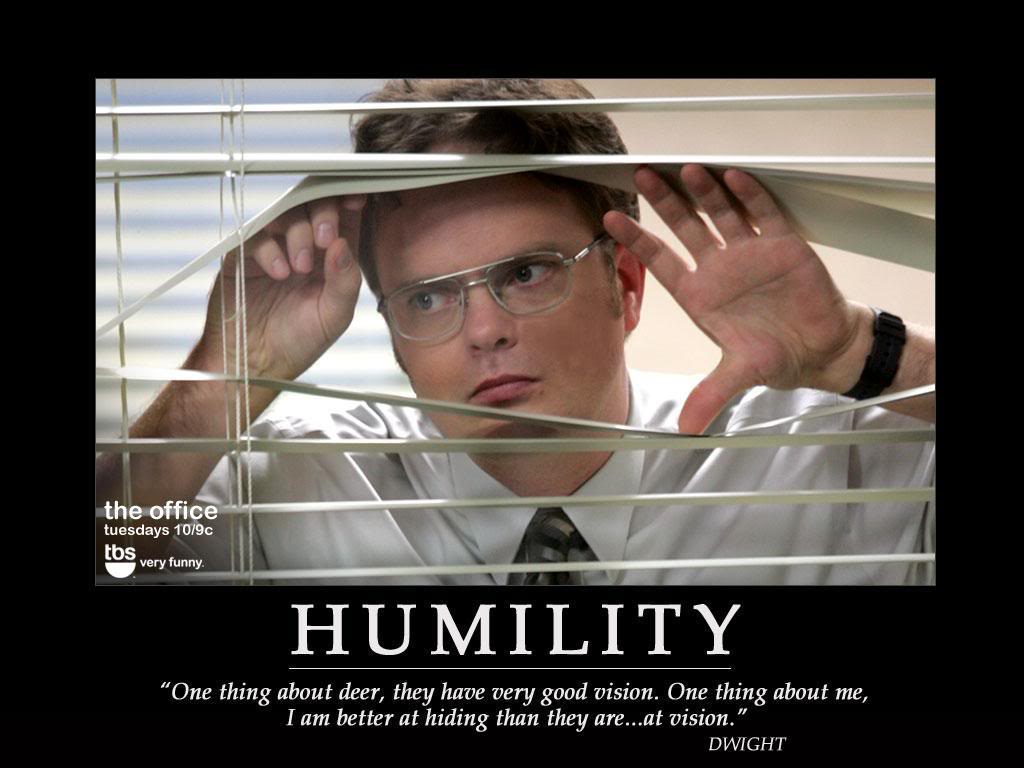 the office
tuesdays 10/9c
tbs
very funny.
HUMILITY
“One thing about deer, they have very good vision. One thing about me,
I am better at hiding than they are...at vision.”
DWIGHT